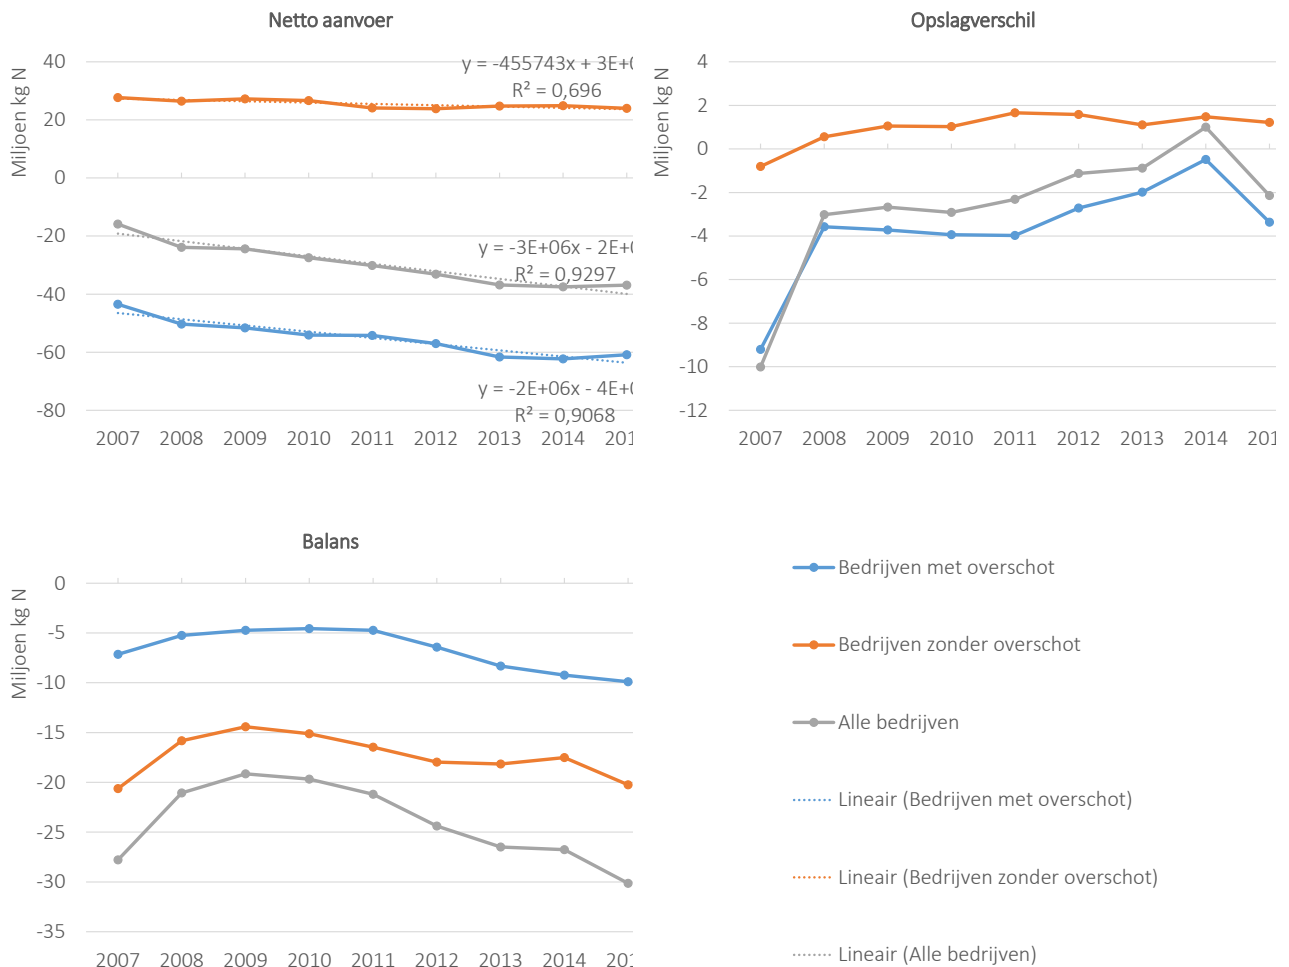 Netto aanvoer
Miljoen kg N
40
20
0
-20
-40
-60
-80
y = -455743x + 3E+0
R² = 0,696
y = -3E+06x - 2E+0
R² = 0,9297
y = -2E+06x - 4E+0
R² = 0,9068
2007 2008 2009 2010 2011 2012 2013 2014 201
Opslagverschil
Miljoen kg N
4
2
0
-2
-4
-6
-8
-10
-12
2007 2008 2009 2010 2011 2012 2013 2014 201
Balans
Miljoen kg N
0
-5
-10
-15
-20
-25
-30
-35
2007 2008 2009 2010 2011 2012 2013 2014 201
Bedrijven met overschot
Bedrijven zonder overschot
Alle bedrijven
Lineair (Bedrijven met overschot)
Lineair (Bedrijven zonder overschot)
Lineair (Alle bedrijven)